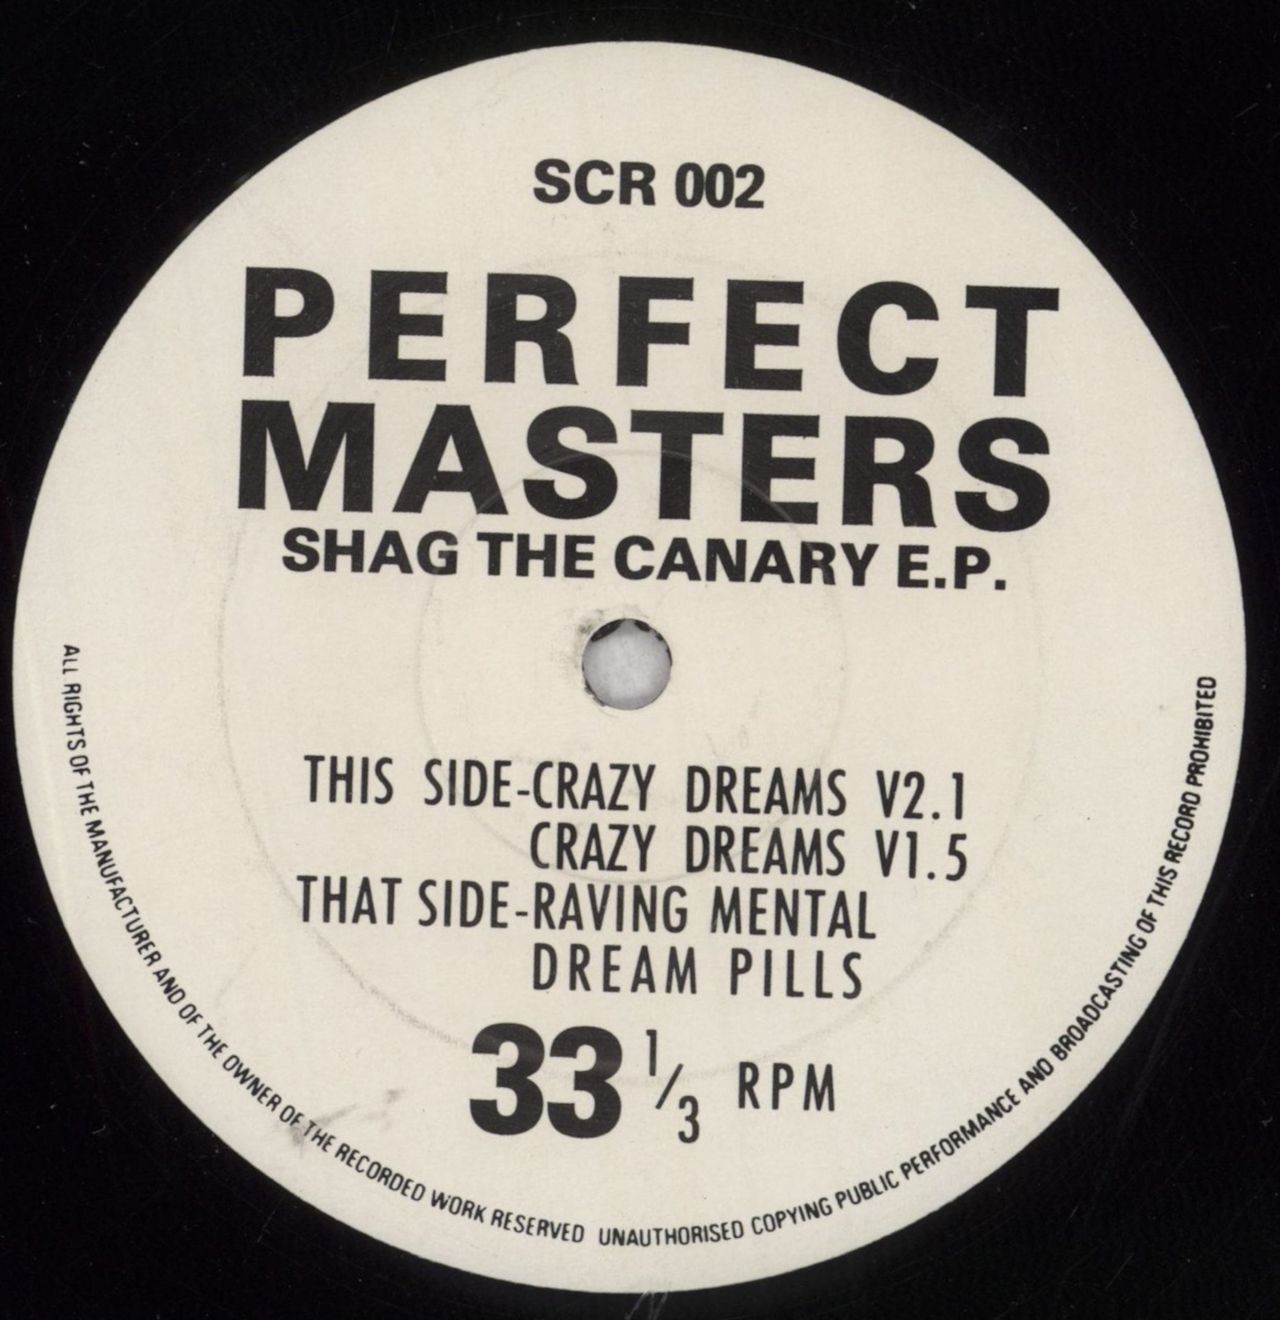 SCR 002
PERFECT
MASTERS
SHAG THE CANARY E.P.
THIS SIDE-CRAZY DREAMS V2.1
CRAZY DREAMS V1.5
THAT SIDE-RAVING MENTAL
DREAM PILLS
33 1/3 RPM
ALL RIGHTS OF THE MANUFACTURER AND OF THE OWNER OF THE RECORDED WORK RESERVED UNAUTHORISED COPYING PUBLIC PERFORMANCE AND BROADCASTING OF THIS RECORD PROHIBITED